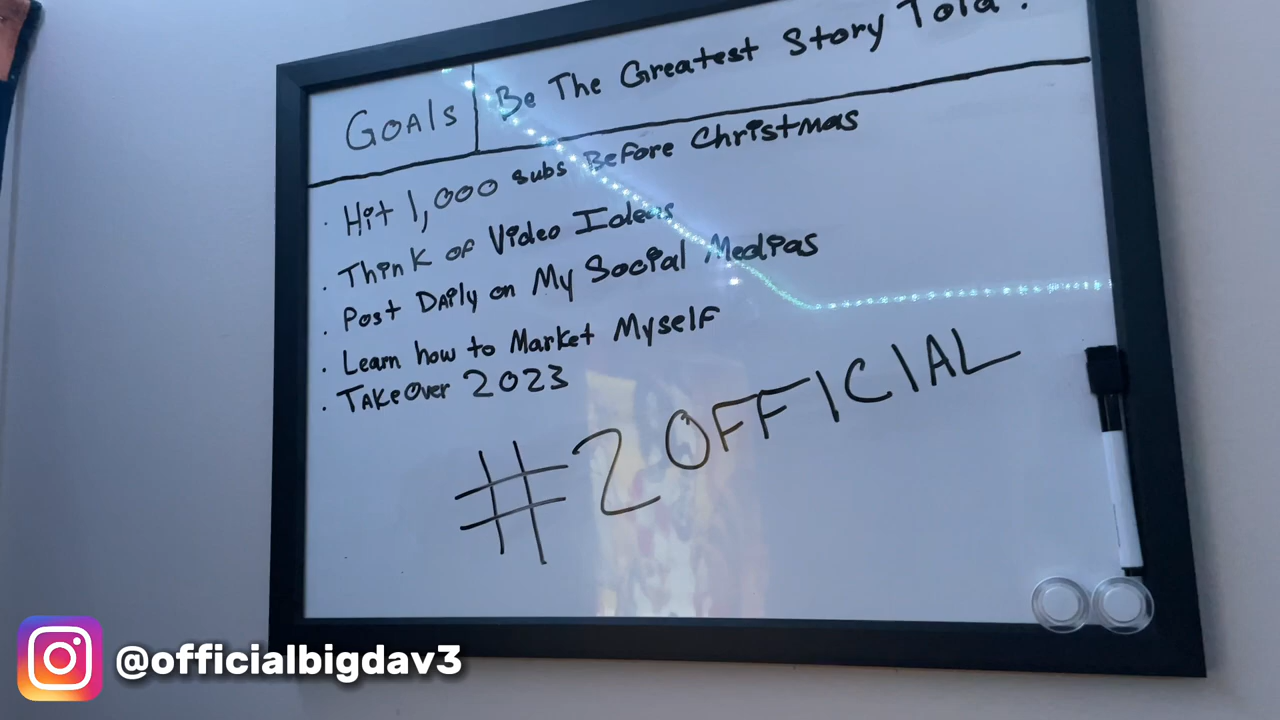 Goals
Be The Greatest Story Told!
· Hit 1,000 subs Before Christmas
· Think of Video Ideas
· Post Daily on My Social Medias
· Learn how to Market Myself
· TakeOver 2023
#2OFFICIAL
@officialbigdav3